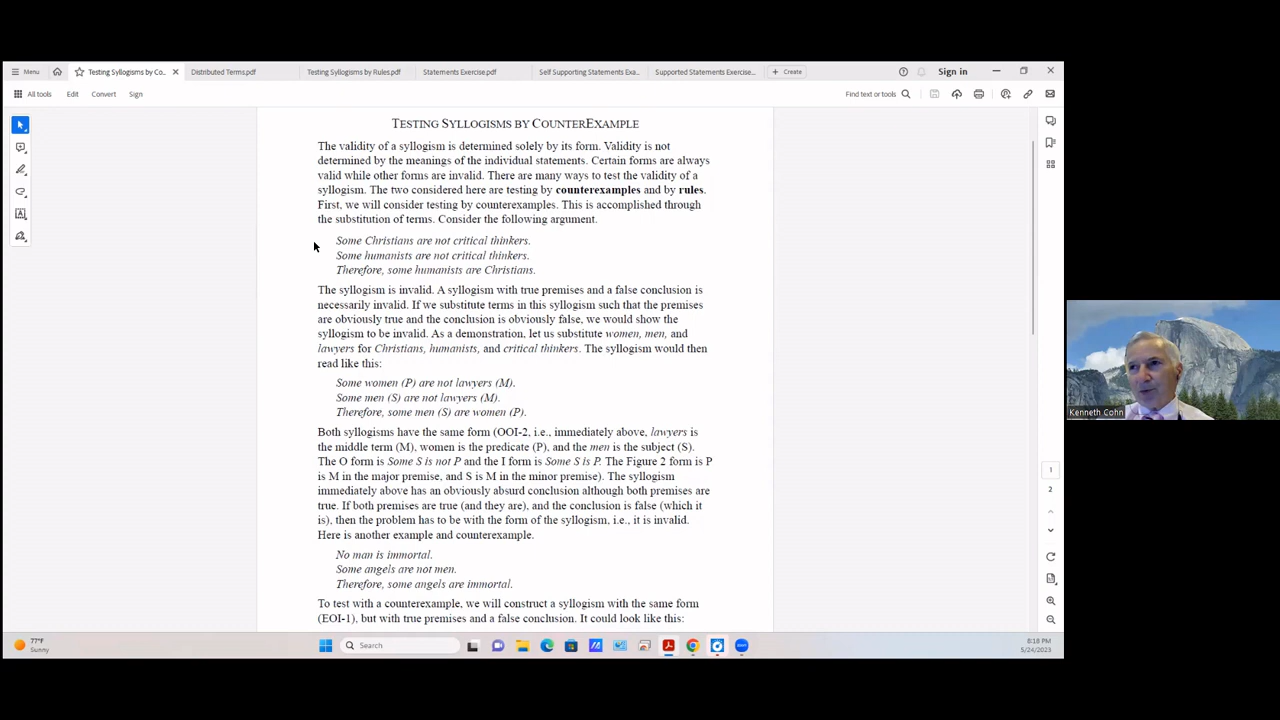 Menu
Testing Syllogisms by Co...
Distributed Terms.pdf
Testing Syllogisms by Rules.pdf
Statements Exercise.pdf
Self Supporting Statements Exa...
Supported Statements Exercise...
+ Create
Sign in
All tools
Edit
Convert
Sign
Find text or tools
TESTING SYLLOGISMS BY COUNTEREXAMPLE
The validity of a syllogism is determined solely by its form. Validity is not
determined by the meanings of the individual statements. Certain forms are always
valid while other forms are invalid. There are many ways to test the validity of a
syllogism. The two considered here are testing by counterexamples and by rules.
First, we will consider testing by counterexamples. This is accomplished through
the substitution of terms. Consider the following argument.
Some Christians are not critical thinkers.
Some humanists are not critical thinkers.
Therefore, some humanists are Christians.
The syllogism is invalid. A syllogism with true premises and a false conclusion is
necessarily invalid. If we substitute terms in this syllogism such that the premises
are obviously true and the conclusion is obviously false, we would show the
syllogism to be invalid. As a demonstration, let us substitute women, men, and
lawyers for Christians, humanists, and critical thinkers. The syllogism would then
read like this:
Some women (P) are not lawyers (M).
Some men (S) are not lawyers (M).
Therefore, some men (S) are women (P).
Both syllogisms have the same form (OOI-2, i.e., immediately above, lawyers is
the middle term (M), women is the predicate (P), and the men is the subject (S).
The O form is Some S is not P and the I form is Some S is P. The Figure 2 form is P
is M in the major premise, and S is M in the minor premise). The syllogism
immediately above has an obviously absurd conclusion although both premises are
true. If both premises are true (and they are), and the conclusion is false (which it
is), then the problem has to be with the form of the syllogism, i.e., it is invalid.
Here is another example and counterexample.
No man is immortal.
Some angels are not men.
Therefore, some angels are immortal.
To test with a counterexample, we will construct a syllogism with the same form
(EOI-1), but with true premises and a false conclusion. It could look like this:
1
2
Kenneth Cohn
77°F
Sunny
Search
8:18 PM
5/24/2023